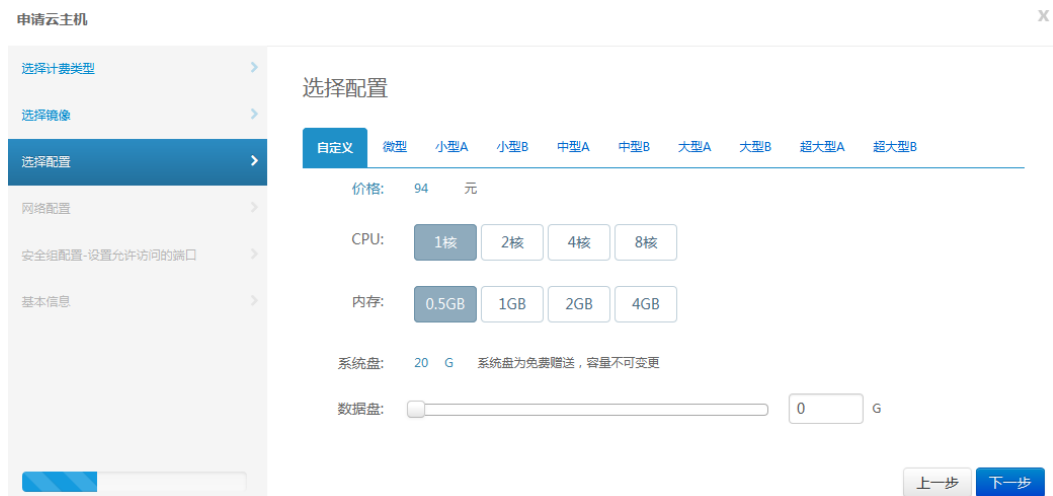 申请云主机
X
选择计费类型
选择镜像
选择配置
网络配置
安全组配置-设置允许访问的端口
基本信息
选择配置
自定义 微型 小型A 小型B 中型A 中型B 大型A 大型B 超大型A 超大型B
价格: 94 元
CPU: 1核 2核 4核 8核
内存: 0.5GB 1GB 2GB 4GB
系统盘: 20 G 系统盘为免费赠送，容量不可变更
数据盘: 0 G
上一步 下一步